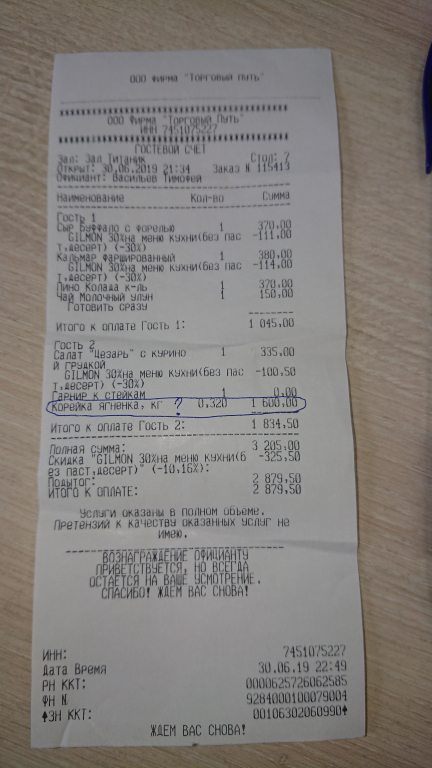 ООО Фирма "Торговый путь"
ООО Фирма "Торговый Путь"
ИНН 7451075227
ГОСТЕВОЙ СЧЕТ
Зал: Зал Титаник Стол: 7
Открыт: 30.06.2019 21:34 Заказ N 115413
Официант: Васильев Тимофей
Наименование Кол-во Сумма
Гость 1
Сыр Буффало с форелью 1 370,00
GILMON 30%на меню кухни(без пас -111,00
т,десерт) (-30%)
Кальмар фаршированный 1 380,00
GILMON 30%на меню кухни(без пас -114,00
т,десерт) (-30%)
Пино Колада к-ль 1 370,00
Чай Молочный улун 1 150,00
Готовить сразу
Итого к оплате Гость 1: 1 045,00
Гость 2
Салат "Цезарь" с курино 1 335,00
й грудкой
GILMON 30%на меню кухни(без пас -100,50
т,десерт) (-30%)
Гарнир к стейкам 1 0,00
Корейка ягненка, кг ? 0,320 1 600,00
Итого к оплате Гость 2: 1 834,50
Полная сумма: 3 205,00
Скидка "GILMON 30%на меню кухни(б -325,50
ез паст,десерт)" (-10,16%):
Подытог: 2 879,50
ИТОГО К ОПЛАТЕ: 2 879,50
Услуги оказаны в полном объеме.
Претензий к качеству оказанных услуг не
имею.
ВОЗНАГРАЖДЕНИЕ ОФИЦИАНТУ
ПРИВЕТСТВУЕТСЯ, НО ВСЕГДА
ОСТАЕТСЯ НА ВАШЕ УСМОТРЕНИЕ.
СПАСИБО! ЖДЕМ ВАС СНОВА!
ИНН: 7451075227
Дата Время 30.06.19 22:49
РН ККТ: 0000625726062585
ФН N 9284000100079004
↑ЗН ККТ: 00106302060990↑
ЖДЕМ ВАС СНОВА!